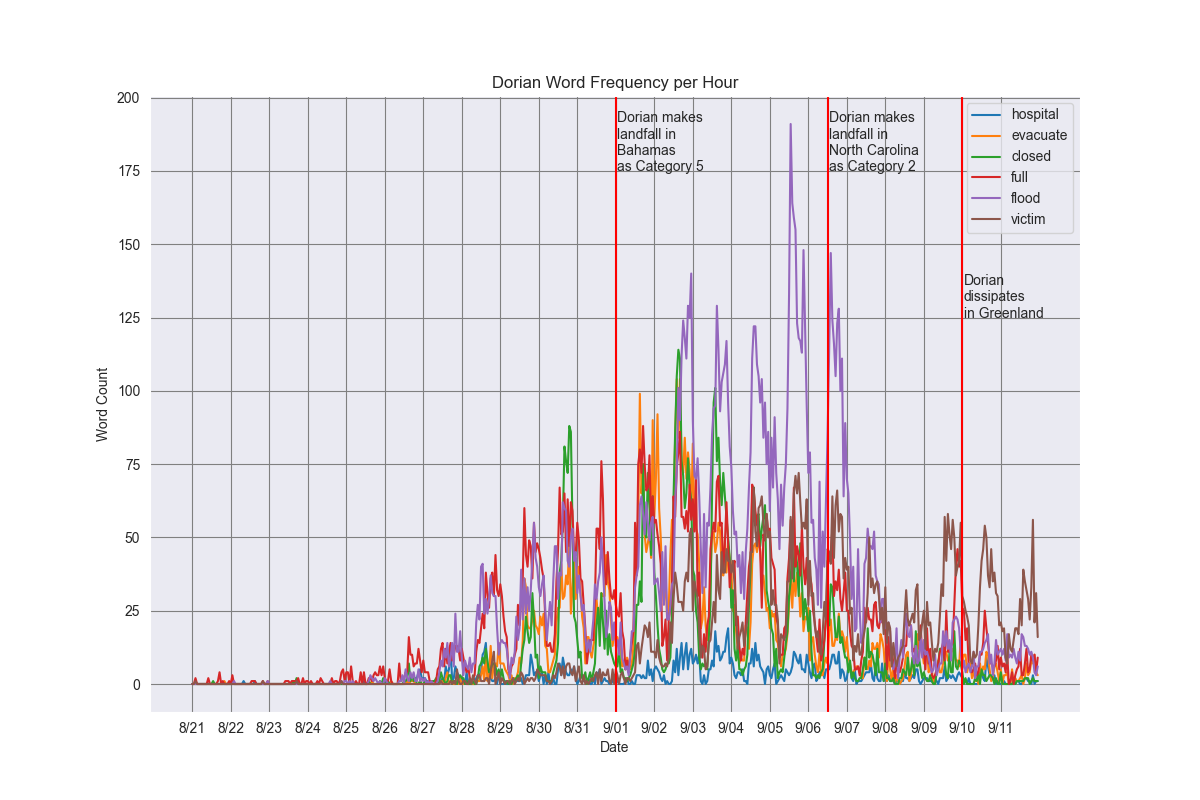 Dorian Word Frequency per Hour
200
175
150
125
100
75
50
25
0
Word Count
Dorian makes
landfall in
Bahamas
as Category 5
Dorian makes
landfall in
North Carolina
as Category 2
hospital
evacuate
closed
full
flood
victim
Dorian
dissipates
in Greenland
8/21 8/22 8/23 8/24 8/25 8/26 8/27 8/28 8/29 8/30 8/31 9/01 9/02 9/03 9/04 9/05 9/06 9/07 9/08 9/09 9/10 9/11
Date